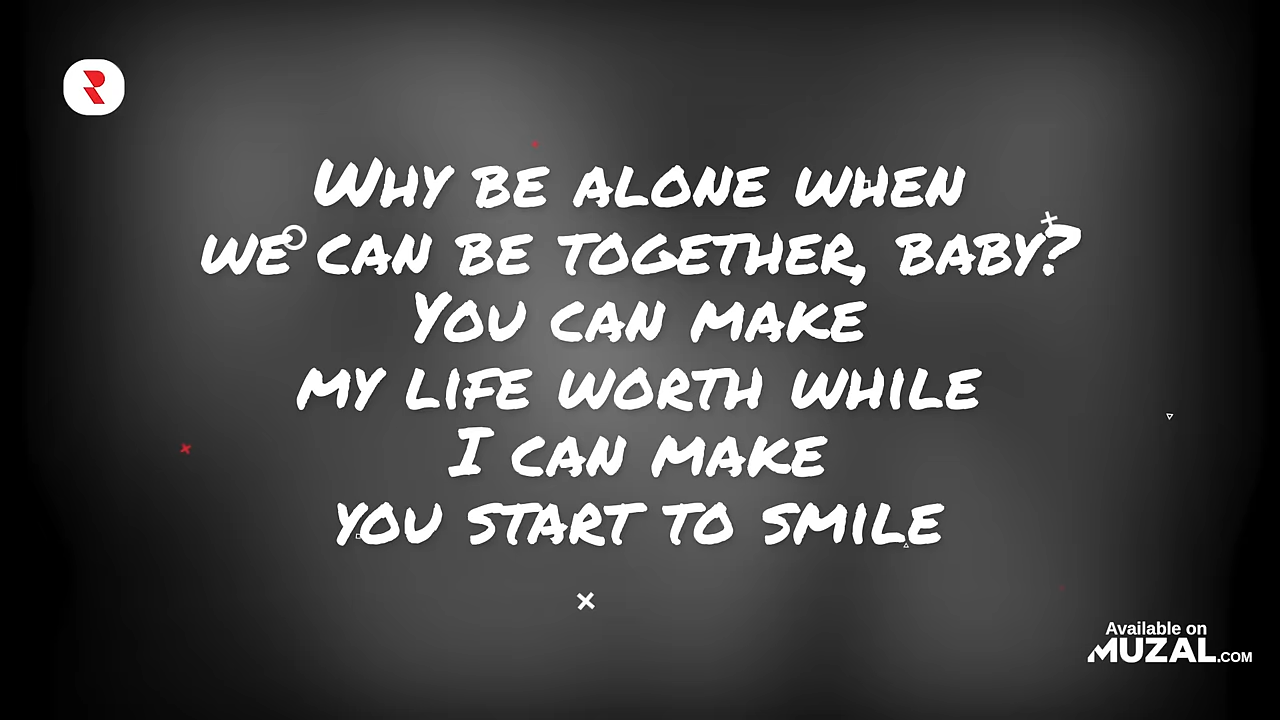 WHY BE ALONE WHEN
WE CAN BE TOGETHER, BABY?
YOU CAN MAKE
MY LIFE WORTH WHILE
I CAN MAKE
YOU START TO SMILE
Available on
MUZAL.COM